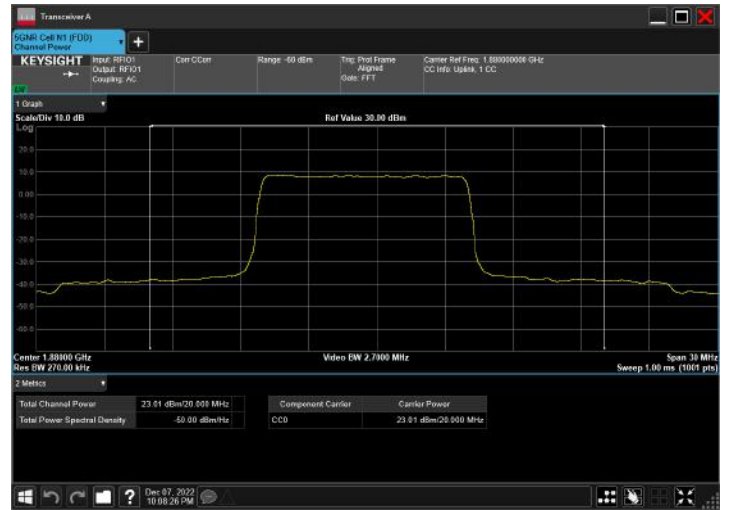 Transceiver A
5GNR Cell N1 (FDD)
Channel Power
KEYSIGHT
Input: RFIO1
Output: RFIO1
Coupling: AC
Corr CCorr
Range -60 dBm
Trig: Prot Frame
Aligned
Gate: FFT
Carrier Ref Freq: 1.880000000 GHz
CC Info: Uplink, 1 CC
1 Graph
Scale/Div 10.0 dB
Ref Value 30.00 dBm
Log
20.0
10.0
0.00
-10.0
-20.0
-30.0
-40.0
-50.0
-60.0
Center 1.88000 GHz
Video BW 2.7000 MHz
Span 30 MHz
Res BW 270.00 kHz
Sweep 1.00 ms (1001 pts)
2 Metrics
Total Channel Power 23.01 dBm/20.000 MHz
Total Power Spectral Density -50.00 dBm/Hz
Component Carrier Carrier Power
CC0 23.01 dBm/20.000 MHz
Dec 07, 2022
10:08:26 PM